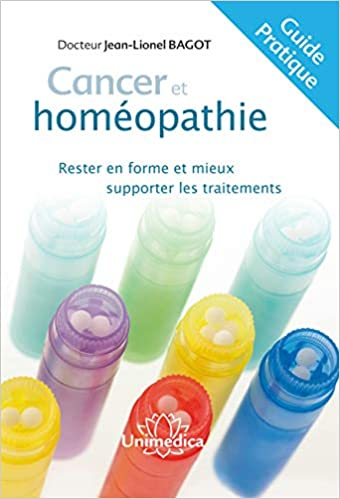 Docteur Jean-Lionel BAGOT
Guide
Pratique
Cancer et
homéopathie
Rester en forme et mieux
supporter les traitements
Unimedica